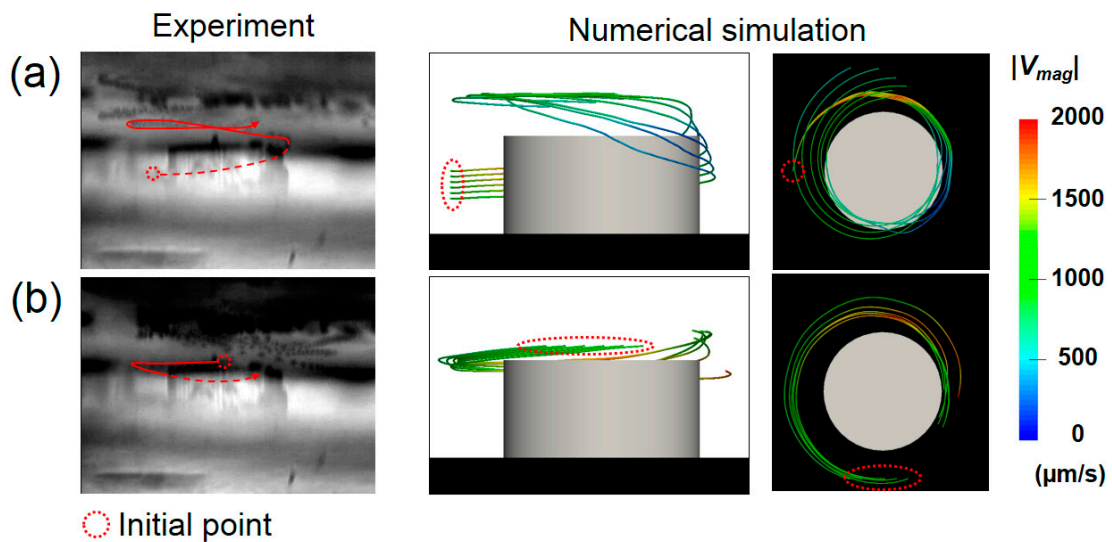 Experiment
Numerical simulation
(a)
|Vmag|
2000
1500
1000
500
0
(b)
(μm/s)
Initial point